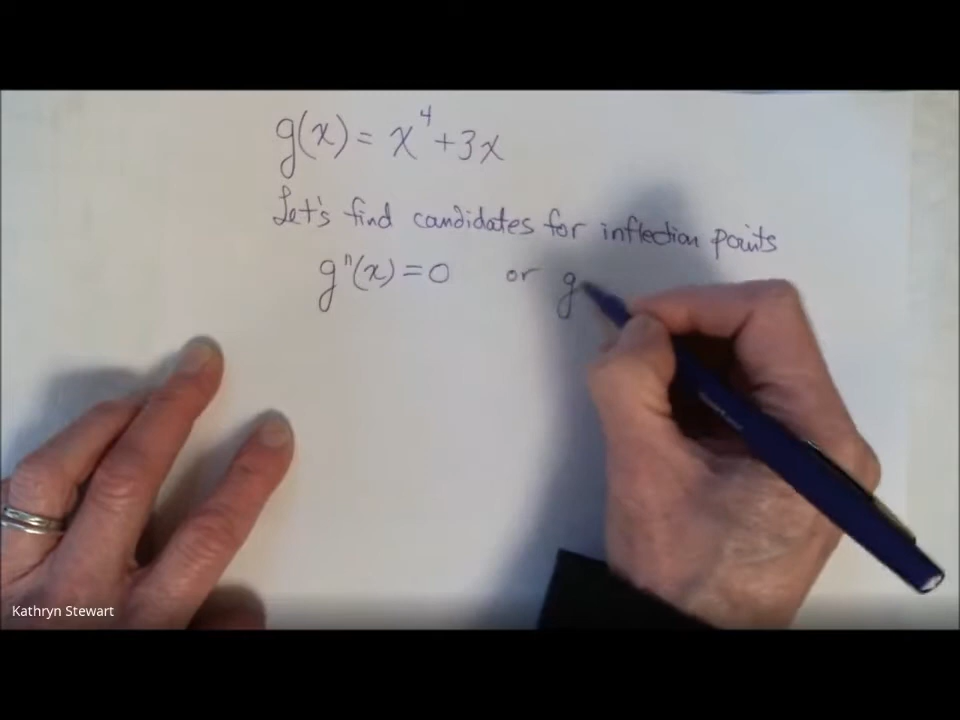 g(x) = x⁴ + 3x
Let's find candidates for inflection points
g"(x) = 0 or g
Kathryn Stewart